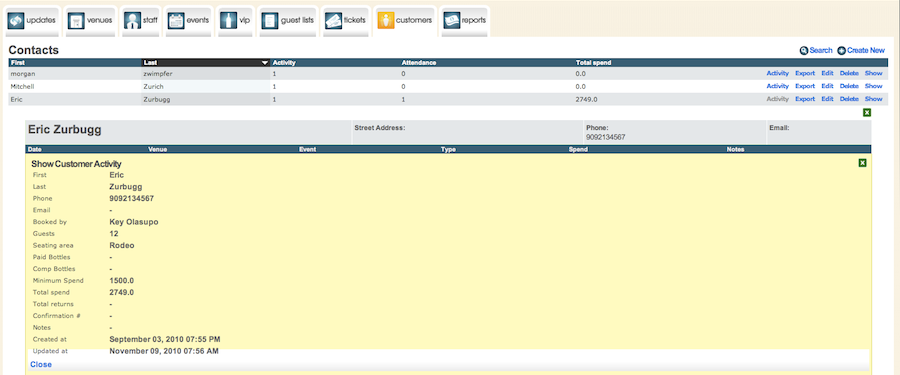 updates venues staff events vip guest lists tickets customers reports
Contacts Search Create New
First Last Activity Attendance Total spend
morgan zwimpfer 1 0 0.0 Activity Export Edit Delete Show
Mitchell Zurich 1 0 0.0 Activity Export Edit Delete Show
Eric Zurbugg 1 1 2749.0 Activity Export Edit Delete Show
x
Eric Zurbugg Street Address: Phone: Email:
9092134567
Date Venue Event Type Spend Notes
Show Customer Activity x
First Eric
Last Zurbugg
Phone 9092134567
Email -
Booked by Key Olasupo
Guests 12
Seating area Rodeo
Paid Bottles -
Comp Bottles -
Minimum Spend 1500.0
Total spend 2749.0
Total returns -
Confirmation # -
Notes -
Created at September 03, 2010 07:55 PM
Updated at November 09, 2010 07:56 AM
Close